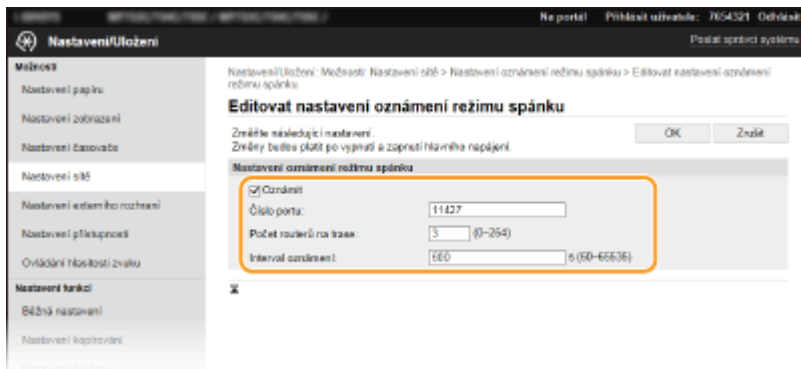 Na portál Přihlásit uživatele: 7654321 Odhlásit
Nastavení/Uložení
Poslat správci systému
Možnosti
Nastavení papíru
Nastavení zobrazení
Nastavení časovače
Nastavení sítě
Nastavení externího rozhraní
Nastavení přístupnosti
Ovládání hlasitosti zvuku
Nastavení funkcí
Běžná nastavení
Nastavení kopírování
Nastavení/Uložení: Možnosti: Nastavení sítě > Nastavení oznámení režimu spánku > Editovat nastavení oznámení
režimu spánku
Editovat nastavení oznámení režimu spánku
Změňte následující nastavení.
Změny budou platit po vypnutí a zapnutí hlavního napájení.
OK Zrušit
Nastavení oznámení režimu spánku
Oznámit
Číslo portu: 11427
Počet routerů na trase: 3 (0-254)
Interval oznámení: 600 s (60-65535)